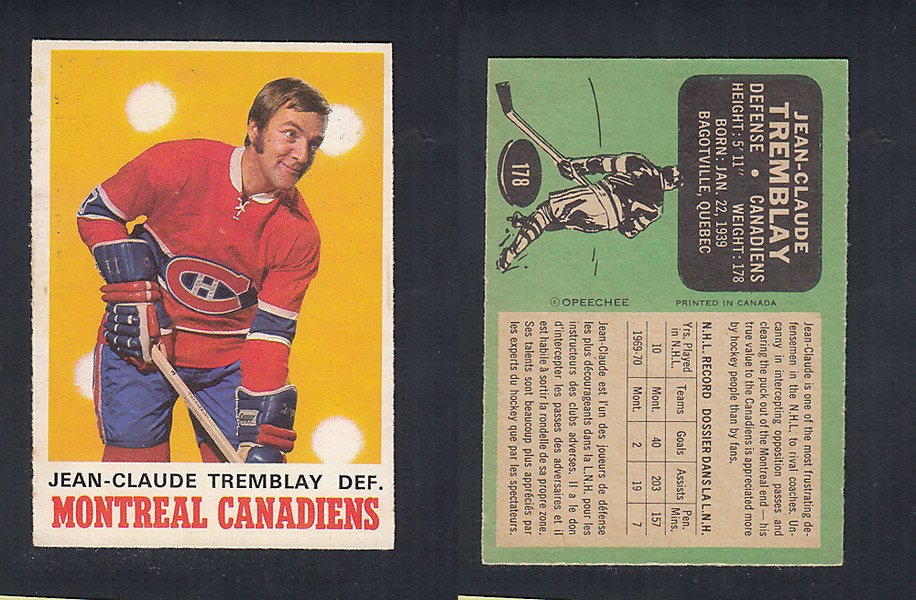 JEAN-CLAUDE TREMBLAY DEF.
MONTREAL CANADIENS
178
JEAN-CLAUDE
TREMBLAY
DEFENSE • CANADIENS
HEIGHT: 5' 11" WEIGHT: 178
BORN: JAN. 22, 1939
BAGOTVILLE, QUEBEC
© OPEECHEE PRINTED IN CANADA
Jean-Claude is one of the most frustrating de-
fensemen in the N.H.L. to rival coaches. Un-
canny in intercepting opposition passes and
clearing the puck out of the Montreal end — his
true value to the Canadiens is appreciated more
by hockey people than by fans.
N.H.L. RECORD DOSSIER DANS LA L.N.H.
Yrs. Played in N.H.L. Teams Goals Assists Pen. Mins.
10 Mont. 40 203 157
1969-70 Mont. 2 19 7
Jean-Claude est l'un des joueurs de défense
les plus décourageants dans la L.N.H. pour les
instructeurs des clubs adverses. Il a le don
d'intercepter les passes des adversaires et il
est habile à sortir la rondelle de sa propre zone.
Ses talents sont beaucoup plus appréciés par
les experts du hockey que par les spectateurs.